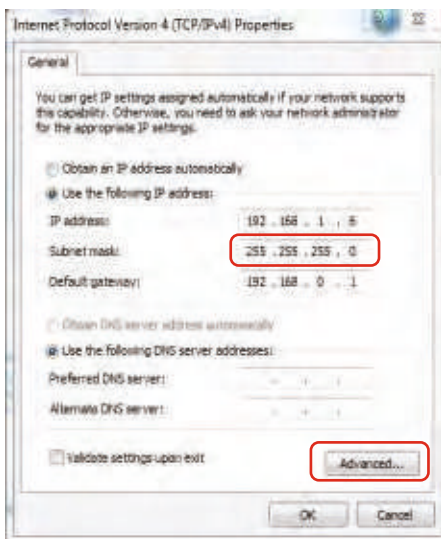 Internet Protocol Version 4 (TCP/IPv4) Properties
General
You can get IP settings assigned automatically if your network supports
this capability. Otherwise, you need to ask your network administrator
for the appropriate IP settings.
Obtain an IP address automatically
Use the following IP address:
IP address: 192 . 168 . 1 . 6
Subnet mask: 255 . 255 . 255 . 0
Default gateway: 192 . 168 . 0 . 1
Obtain DNS server address automatically
Use the following DNS server addresses:
Preferred DNS server: . . .
Alternate DNS server: . . .
Validate settings upon exit
Advanced...
OK Cancel